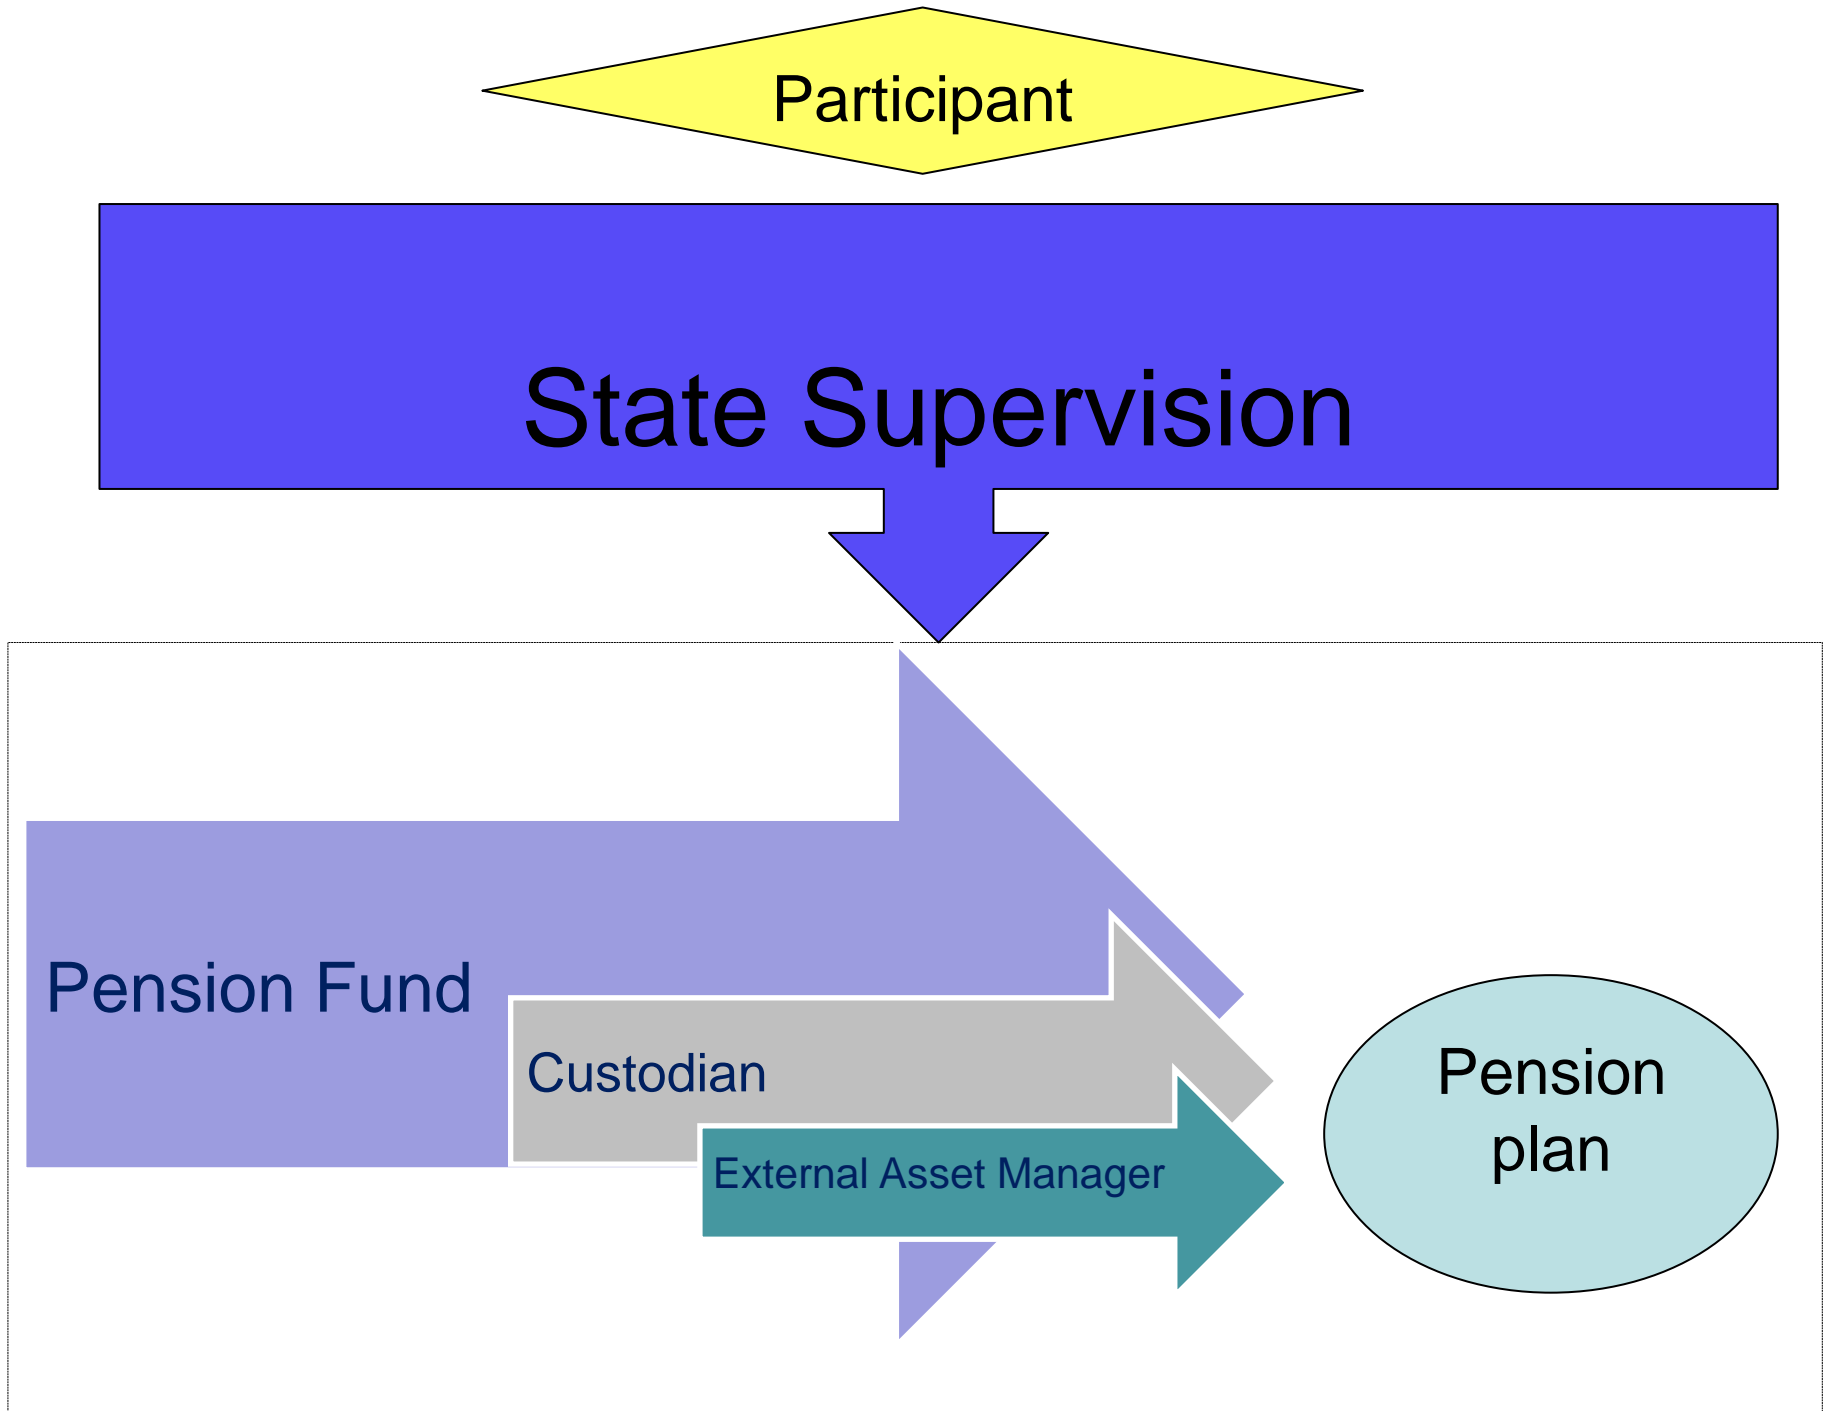 Participant
State Supervision
Pension Fund
Custodian
External Asset Manager
Pension
plan